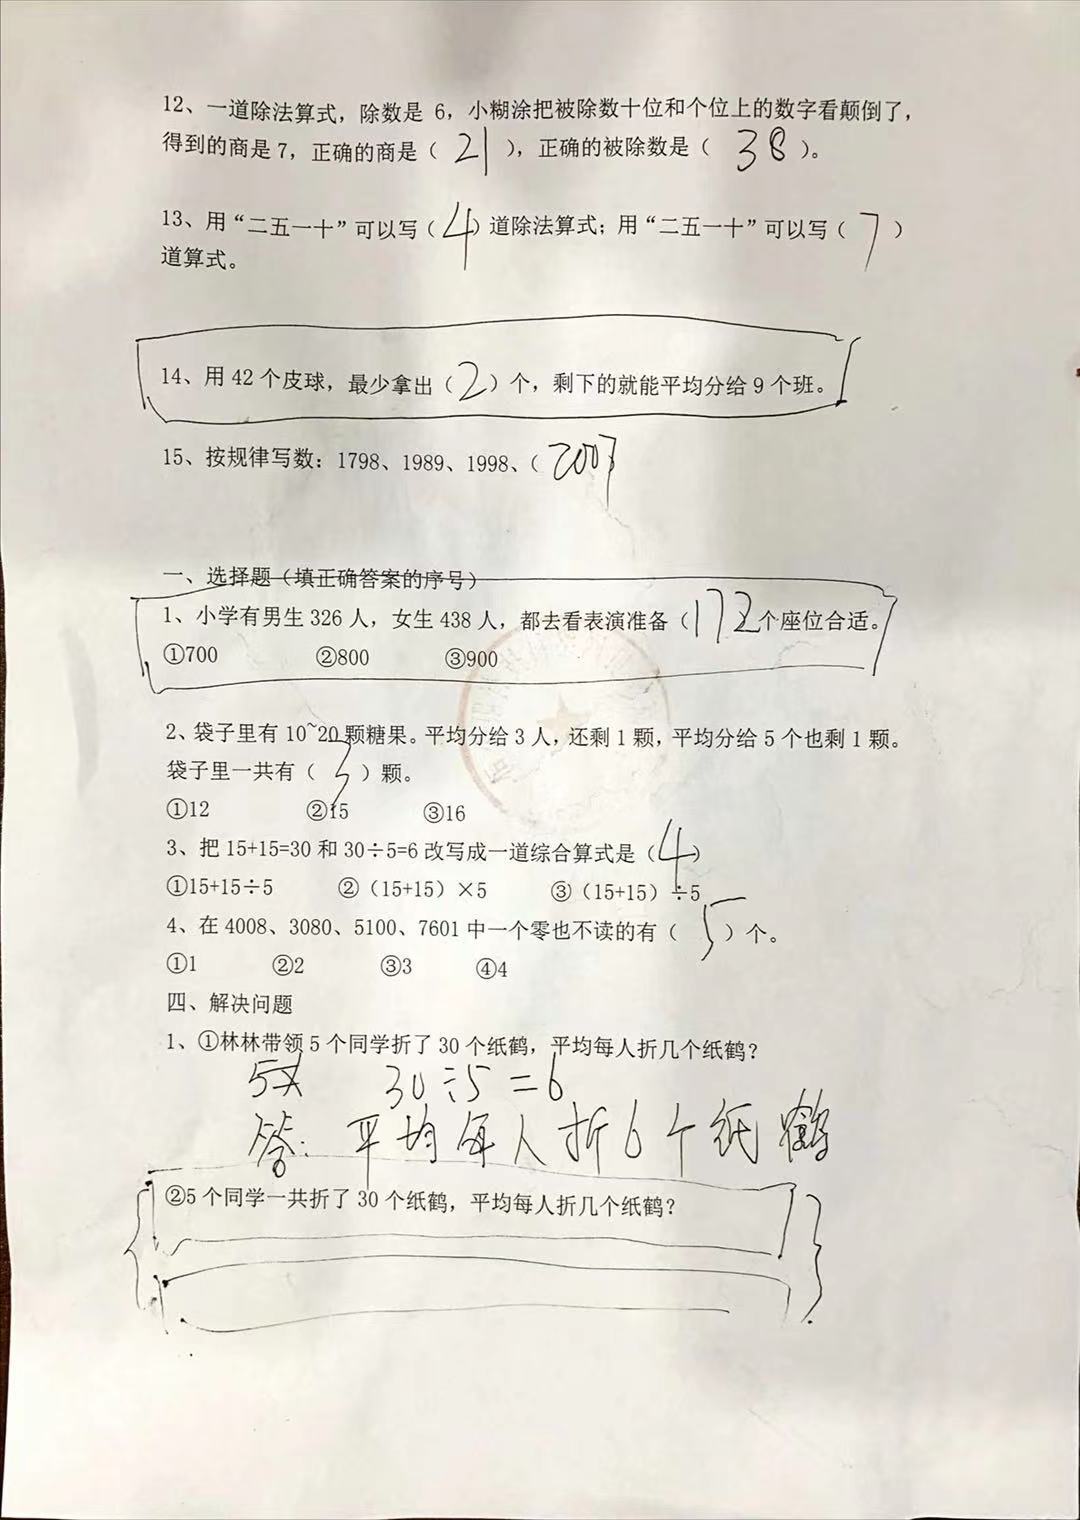 12、一道除法算式，除数是 6，小糊涂把被除数十位和个位上的数字看颠倒了，
得到的商是 7，正确的商是（ 21 ），正确的被除数是（ 38 ）。
13、用“二五一十”可以写（ 4 ）道除法算式；用“二五一十”可以写（ 7 ）
道算式。
14、用 42 个皮球，最少拿出（ 2 ）个，剩下的就能平均分给 9 个班。
15、按规律写数：1798、1989、1998、（ 2007
一、选择题（填正确答案的序号）
1、小学有男生 326 人，女生 438 人，都去看表演准备（ 172 个座位合适。
①700 ②800 ③900
2、袋子里有 10~20 颗糖果。平均分给 3 人，还剩 1 颗，平均分给 5 个也剩 1 颗。
袋子里一共有（ 3 ）颗。
①12 ②15 ③16
3、把 15+15=30 和 30÷5=6 改写成一道综合算式是（ 4 ）
①15+15÷5 ②（15+15）×5 ③（15+15）÷5
4、在 4008、3080、5100、7601 中一个零也不读的有（ 5 ）个。
①1 ②2 ③3 ④4
四、解决问题
1、①林林带领 5 个同学折了 30 个纸鹤，平均每人折几个纸鹤？
30÷5=6
答：平均每人折6个纸鹤
②5 个同学一共折了 30 个纸鹤，平均每人折几个纸鹤？